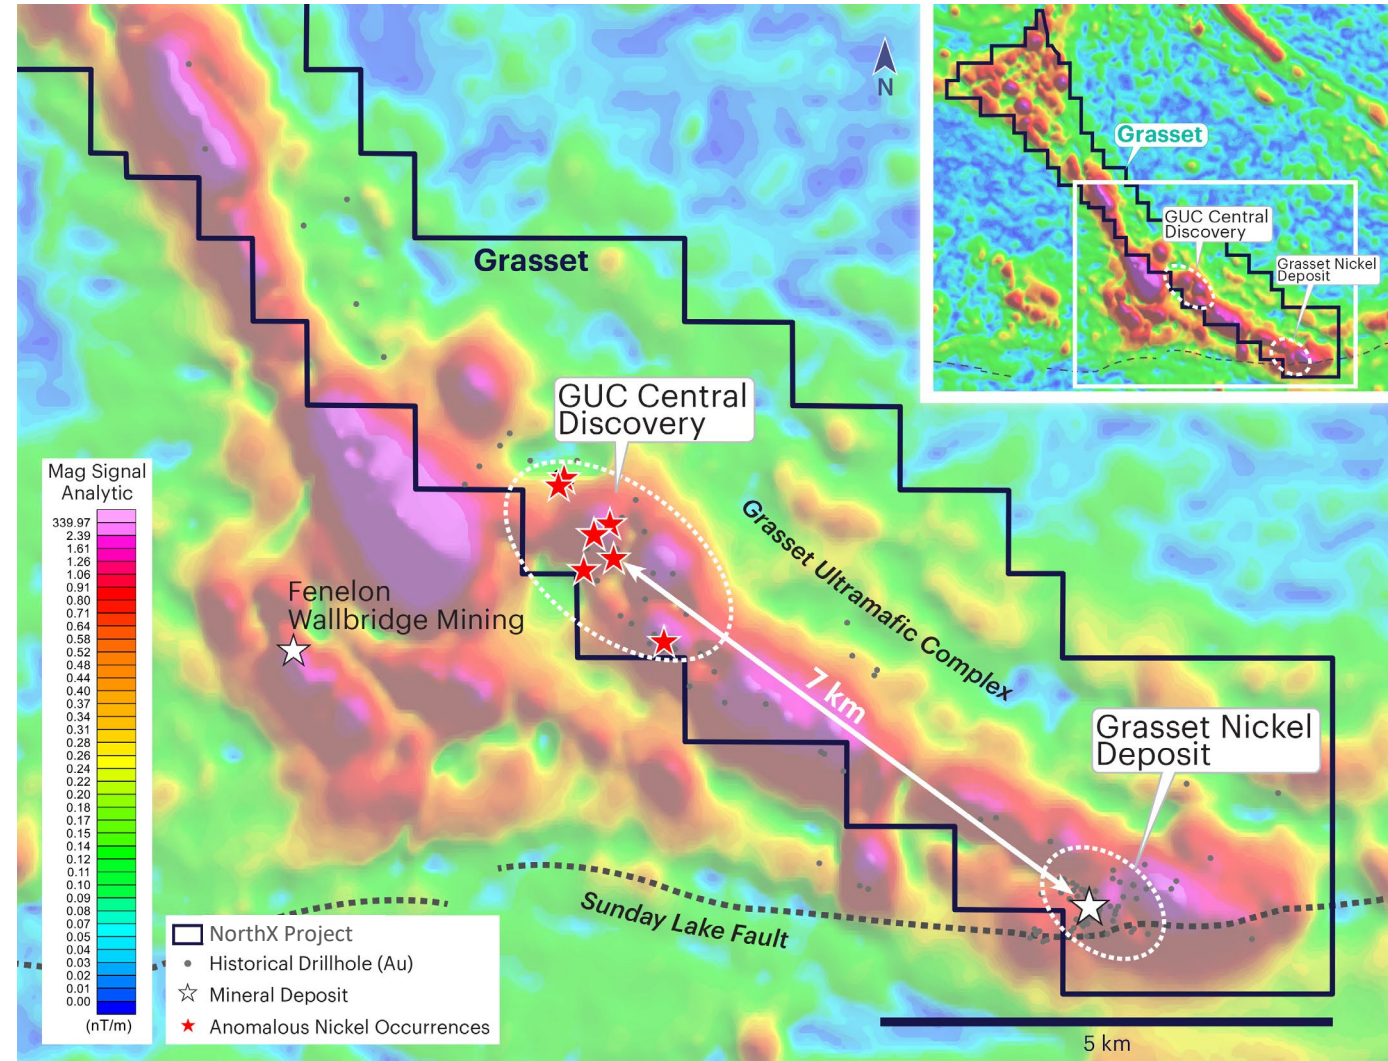 N
Grasset
GUC Central
Discovery
Grasset Nickel
Deposit
Grasset
GUC Central
Discovery
Grasset Ultramafic Complex
Fenelon
Wallbridge Mining
7 km
Grasset Nickel
Deposit
Sunday Lake Fault
Mag Signal
Analytic
339.97
2.39
1.61
1.26
1.06
0.91
0.80
0.71
0.64
0.58
0.52
0.48
0.44
0.40
0.37
0.34
0.31
0.28
0.26
0.24
0.22
0.20
0.18
0.17
0.15
0.14
0.12
0.11
0.10
0.09
0.08
0.07
0.05
0.04
0.03
0.02
0.01
0.00
(nT/m)
NorthX Project
Historical Drillhole (Au)
Mineral Deposit
Anomalous Nickel Occurrences
5 km